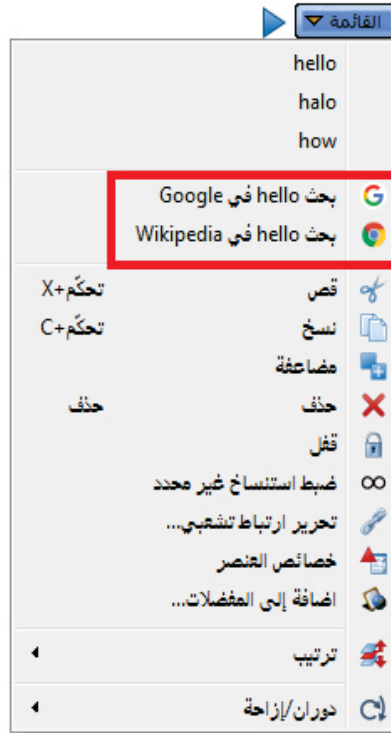 القائمة
hello
halo
how
بحث hello في Google
بحث hello في Wikipedia
قص تحكّم+X
نسخ تحكّم+C
مضاعفة
حذف حذف
قفل
ضبط استنساخ غير محدد
تحرير ارتباط تشعبي...
خصائص العنصر
اضافة إلى المفضلات...
ترتيب
دوران/إزاحة